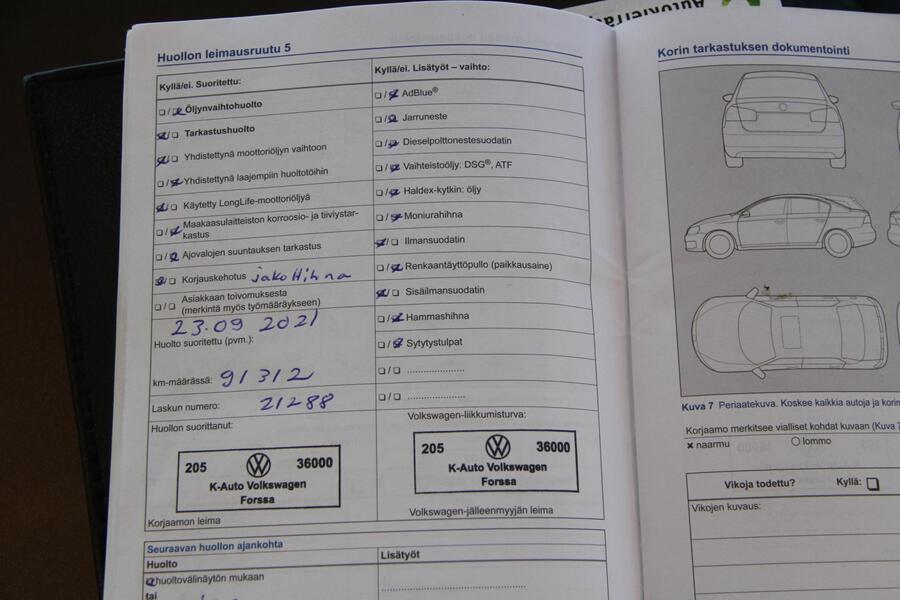 Huollon leimausruutu 5
Kyllä/ei. Suoritettu:
☐/☑ Öljynvaihtohuolto
☑/☐ Tarkastushuolto
☑/☐ Yhdistettynä moottoriöljyn vaihtoon
☐/☑ Yhdistettynä laajempiin huoltotöihin
☑/☐ Käytetty LongLife-moottoriöljyä
☐/☑ Maakaasulaitteiston korroosio- ja tiiviystar-
kastus
☐/☑ Ajovalojen suuntauksen tarkastus
☑/☐ Korjauskehotus jakoHihna
☐/☐ Asiakkaan toivomuksesta
(merkintä myös työmääräykseen)
23.09 2021
Huolto suoritettu (pvm.):
km-määrässä: 91312
Laskun numero: 21288
Huollon suorittanut:
205 36000
K-Auto Volkswagen
Forssa
Korjaamon leima
Kyllä/ei. Lisätyöt – vaihto:
☐/☑ AdBlue®
☐/☑ Jarruneste
☐/☑ Dieselpolttonestesuodatin
☐/☑ Vaihteistoöljy: DSG®, ATF
☐/☑ Haldex-kytkin: öljy
☐/☑ Moniurahihna
☑/☐ Ilmansuodatin
☐/☑ Renkaantäyttöpullo (paikkausaine)
☑/☐ Sisäilmansuodatin
☐/☑ Hammashihna
☐/☑ Sytytystulpat
☐/☐ .....................
☐/☐ .....................
Volkswagen-liikkumisturva:
205 36000
K-Auto Volkswagen
Forssa
Volkswagen-jälleenmyyjän leima
Seuraavan huollon ajankohta
Huolto
Lisätyöt
huoltovälinäytön mukaan
tai
Korin tarkastuksen dokumentointi
Kuva 7 Periaatekuva. Koskee kaikkia autoja ja
Korjaamo merkitsee vialliset kohdat kuvaan (Kuva
× naarmu ○ lommo
Vikoja todettu? Kyllä: ☐
Vikojen kuvaus: